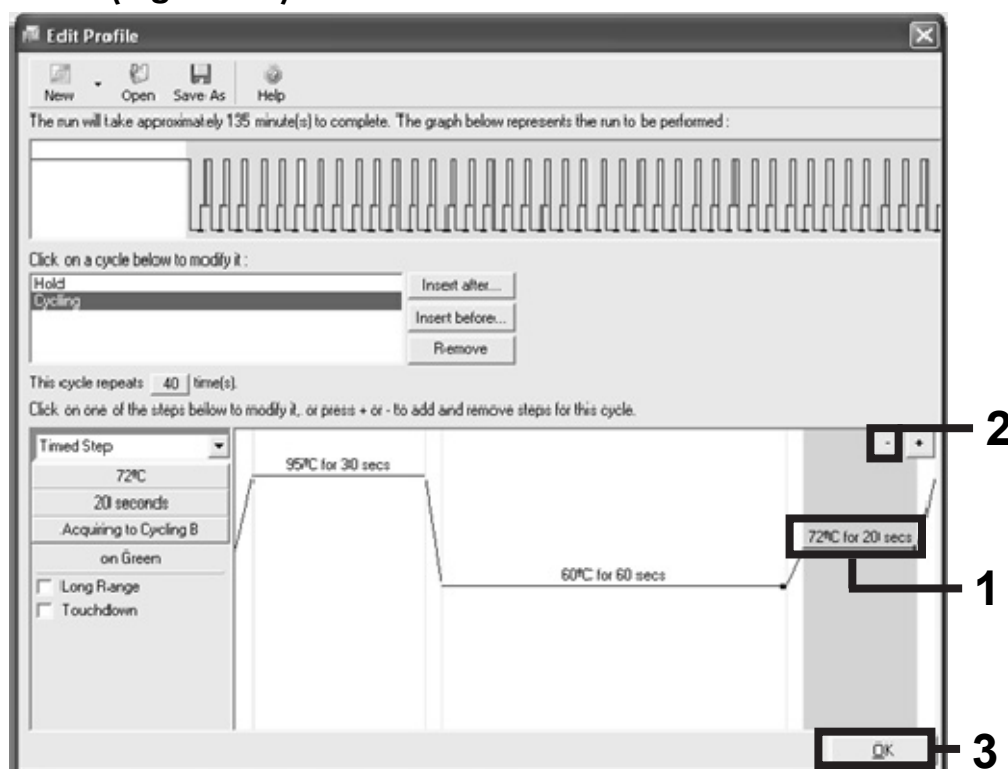 Edit Profile
New Open Save As Help
The run will take approximately 135 minute(s) to complete. The graph below represents the run to be performed :
Click on a cycle below to modify it :
Hold
Cycling
Insert after...
Insert before...
Remove
This cycle repeats 40 time(s).
Click on one of the steps below to modify it, or press + or - to add and remove steps for this cycle.
Timed Step
72ºC
20 seconds
Acquiring to Cycling B
on Green
Long Range
Touchdown
95ºC for 30 secs
60ºC for 60 secs
72ºC for 20 secs
- +
2
1
OK
3